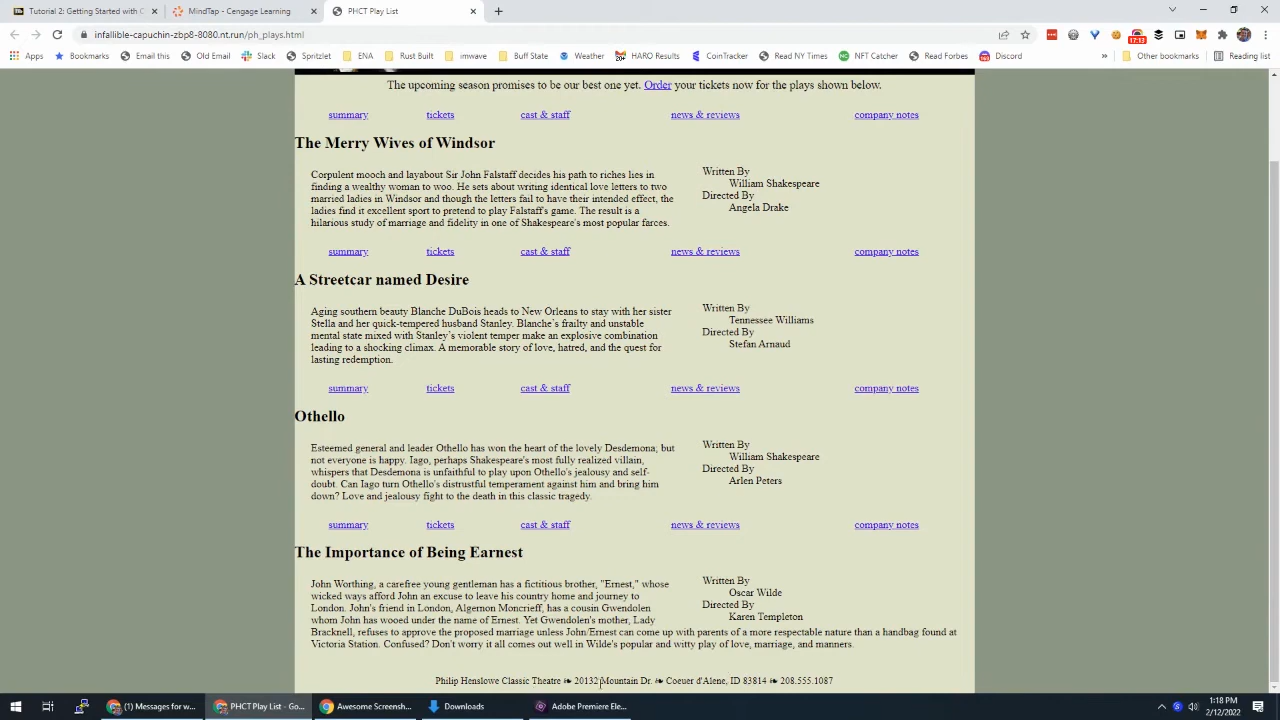 Tutorial 2: Getting Started with C
MindTap - Cengage Learning
PHCT Play List
infallible-capuchin-zbp8-8080.nt.run/ph_plays.html
17:13
Apps
Bookmarks
Email this
Old Email
Slack
Spitzlet
ENA
Rust Built
imwave
Buff State
Weather
HARO Results
CoinTracker
Read NY Times
NFT Catcher
Read Forbes
Discord
»
Other bookmarks
Reading list
The upcoming season promises to be our best one yet. Order your tickets now for the plays shown below.
summary tickets cast & staff news & reviews company notes
The Merry Wives of Windsor
Corpulent mooch and layabout Sir John Falstaff decides his path to riches lies in
finding a wealthy woman to woo. He sets about writing identical love letters to two
married ladies in Windsor and though the letters fail to have their intended effect, the
ladies find it excellent sport to pretend to play Falstaff's game. The result is a
hilarious study of marriage and fidelity in one of Shakespeare's most popular farces.
Written By
William Shakespeare
Directed By
Angela Drake
summary tickets cast & staff news & reviews company notes
A Streetcar named Desire
Aging southern beauty Blanche DuBois heads to New Orleans to stay with her sister
Stella and her quick-tempered husband Stanley. Blanche's frailty and unstable
mental state mixed with Stanley's violent temper make an explosive combination
leading to a shocking climax. A memorable story of love, hatred, and the quest for
lasting redemption.
Written By
Tennessee Williams
Directed By
Stefan Arnaud
summary tickets cast & staff news & reviews company notes
Othello
Esteemed general and leader Othello has won the heart of the lovely Desdemona; but
not everyone is happy. Iago, perhaps Shakespeare's most fully realized villain,
whispers that Desdemona is unfaithful to play upon Othello's jealousy and self-
doubt. Can Iago turn Othello's distrustful temperament against him and bring him
down? Love and jealousy fight to the death in this classic tragedy.
Written By
William Shakespeare
Directed By
Arlen Peters
summary tickets cast & staff news & reviews company notes
The Importance of Being Earnest
John Worthing, a carefree young gentleman has a fictitious brother, "Ernest," whose
wicked ways afford John an excuse to leave his country home and journey to
London. John's friend in London, Algernon Moncrieff, has a cousin Gwendolen
whom John has wooed under the name of Ernest. Yet Gwendolen's mother, Lady
Bracknell, refuses to approve the proposed marriage unless John/Ernest can come up with parents of a more respectable nature than a handbag found at
Victoria Station. Confused? Don't worry it all comes out well in Wilde's popular and witty play of love, marriage, and manners.
Written By
Oscar Wilde
Directed By
Karen Templeton
Philip Henslowe Classic Theatre ❧ 20132 Mountain Dr. ❧ Coeuer d'Alene, ID 83814 ❧ 208.555.1087
(1) Messages for w...
PHCT Play List - Go...
Awesome Screensh...
Downloads
Adobe Premiere Ele...
1:18 PM
2/12/2022